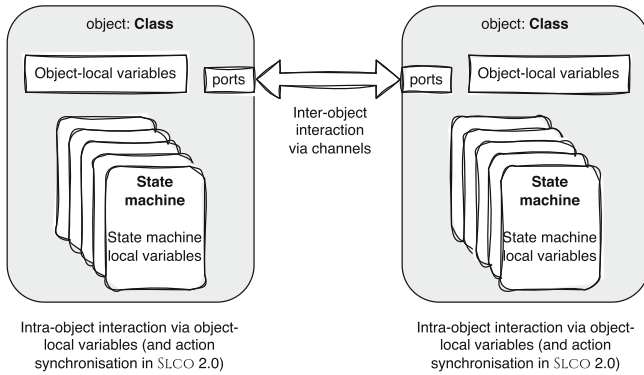 object: Class
Object-local variables
ports
State
machine
State machine
local variables
Inter-object
interaction
via channels
object: Class
ports
Object-local variables
State
machine
State machine
local variables
Intra-object interaction via object-
local variables (and action
synchronisation in SLCO 2.0)
Intra-object interaction via object-
local variables (and action
synchronisation in SLCO 2.0)